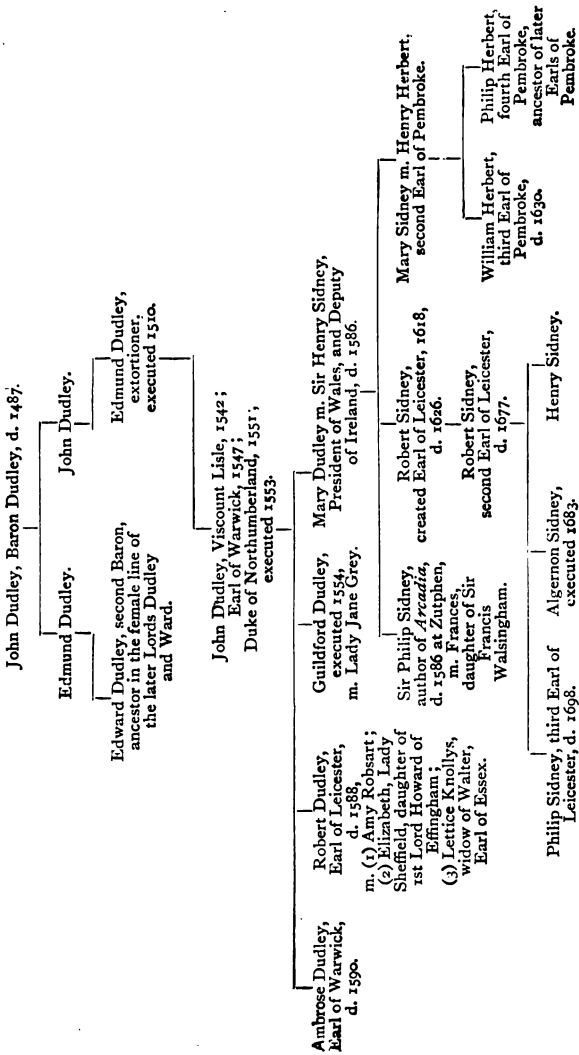 John Dudley, Baron Dudley, d. 1487.
Edmund Dudley.
John Dudley.
Edward Dudley, second Baron,
ancestor in the female line of
the later Lords Dudley
and Ward.
Edmund Dudley,
extortioner,
executed 1510.
John Dudley, Viscount Lisle, 1542;
Earl of Warwick, 1547;
Duke of Northumberland, 1551;
executed 1553.
Ambrose Dudley,
Earl of Warwick,
d. 1590.
Robert Dudley,
Earl of Leicester,
d. 1588,
m. (1) Amy Robsart;
(2) Elizabeth, Lady
Sheffield, daughter of
1st Lord Howard of
Effingham;
(3) Lettice Knollys,
widow of Walter,
Earl of Essex.
Guildford Dudley,
executed 1554,
m. Lady Jane Grey.
Mary Dudley m. Sir Henry Sidney,
President of Wales, and Deputy
of Ireland, d. 1586.
Sir Philip Sidney,
author of Arcadia,
d. 1586 at Zutphen,
m. Frances,
daughter of Sir
Francis
Walsingham.
Robert Sidney,
created Earl of Leicester, 1618,
d. 1626.
Mary Sidney m. Henry Herbert,
second Earl of Pembroke.
Robert Sidney,
second Earl of Leicester,
d. 1677.
William Herbert,
third Earl of
Pembroke,
d. 1630.
Philip Herbert,
fourth Earl of
Pembroke,
ancestor of later
Earls of
Pembroke.
Philip Sidney, third Earl of
Leicester, d. 1698.
Algernon Sidney,
executed 1683.
Henry Sidney.